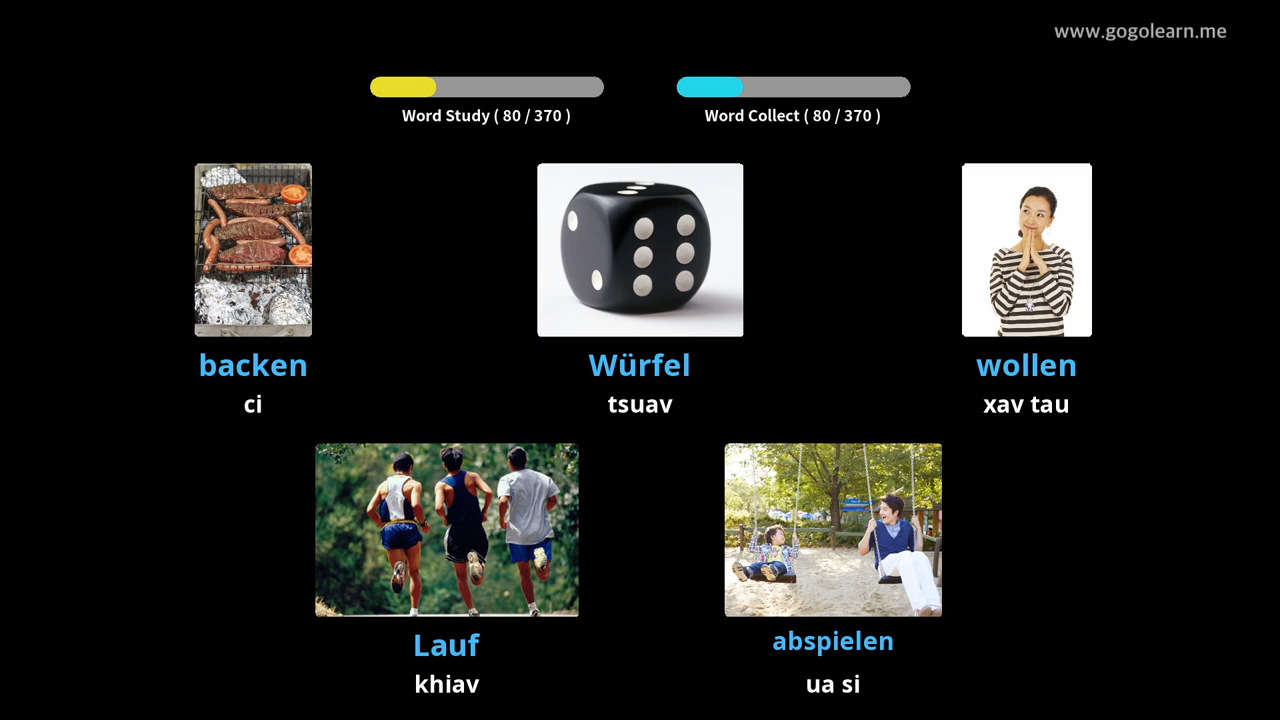 www.gogolearn.me
Word Study ( 80 / 370 )
Word Collect ( 80 / 370 )
backen
ci
Würfel
tsuav
wollen
xav tau
Lauf
khiav
abspielen
ua si